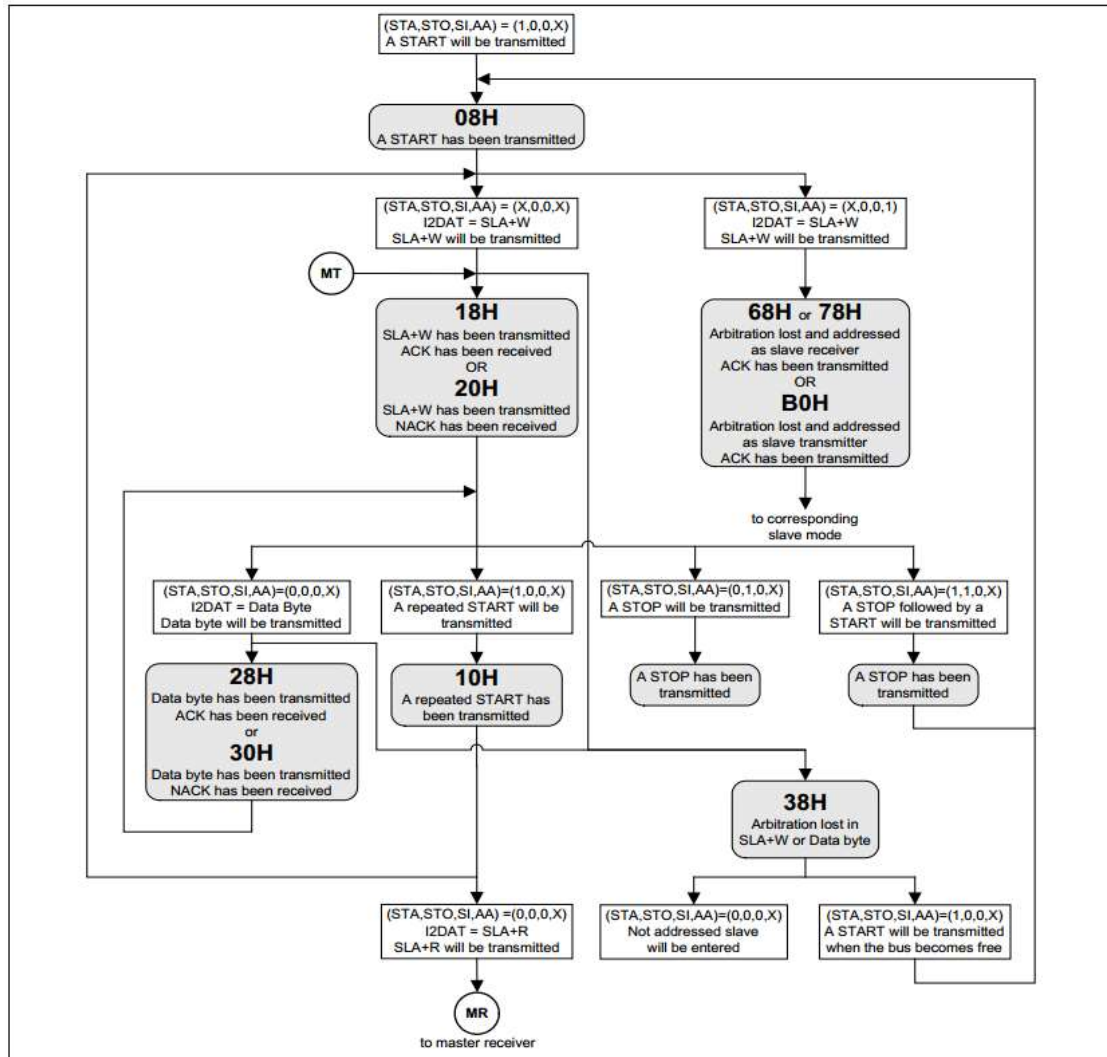 (STA,STO,SI,AA) = (1,0,0,X)
A START will be transmitted
08H
A START has been transmitted
(STA,STO,SI,AA) = (X,0,0,X)
I2DAT = SLA+W
SLA+W will be transmitted
(STA,STO,SI,AA) = (X,0,0,1)
I2DAT = SLA+W
SLA+W will be transmitted
MT
18H
SLA+W has been transmitted
ACK has been received
OR
20H
SLA+W has been transmitted
NACK has been received
68H or 78H
Arbitration lost and addressed
as slave receiver
ACK has been transmitted
OR
B0H
Arbitration lost and addressed
as slave transmitter
ACK has been transmitted
to corresponding
slave mode
(STA,STO,SI,AA)=(0,0,0,X)
I2DAT = Data Byte
Data byte will be transmitted
(STA,STO,SI,AA)=(1,0,0,X)
A repeated START will be
transmitted
(STA,STO,SI,AA)=(0,1,0,X)
A STOP will be transmitted
(STA,STO,SI,AA)=(1,1,0,X)
A STOP followed by a
START will be transmitted
28H
Data byte has been transmitted
ACK has been received
or
30H
Data byte has been transmitted
NACK has been received
10H
A repeated START has
been transmitted
A STOP has been
transmitted
A STOP has been
transmitted
38H
Arbitration lost in
SLA+W or Data byte
(STA,STO,SI,AA) =(0,0,0,X)
I2DAT = SLA+R
SLA+R will be transmitted
(STA,STO,SI,AA)=(0,0,0,X)
Not addressed slave
will be entered
(STA,STO,SI,AA)=(1,0,0,X)
A START will be transmitted
when the bus becomes free
MR
to master receiver